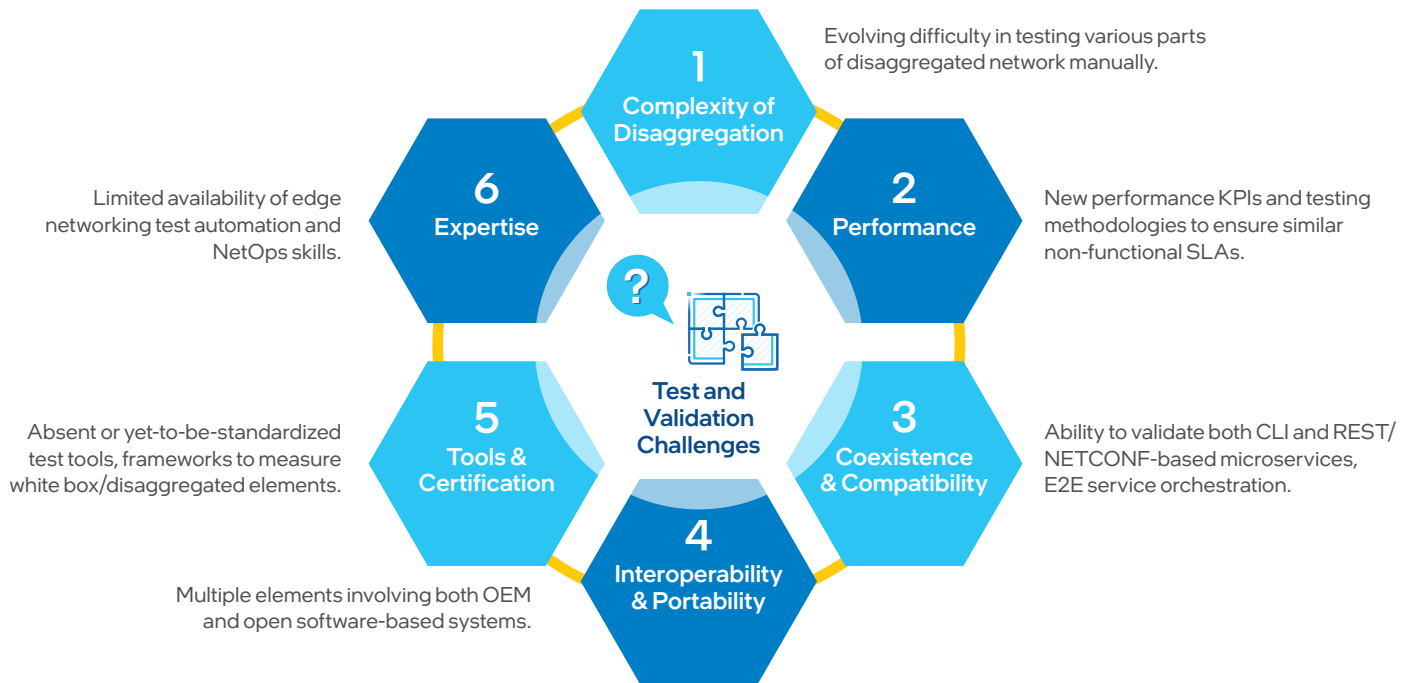 1
Complexity of
Disaggregation
Evolving difficulty in testing various parts
of disaggregated network manually.
2
Performance
New performance KPIs and testing
methodologies to ensure similar
non-functional SLAs.
3
Coexistence
& Compatibility
Ability to validate both CLI and REST/
NETCONF-based microservices,
E2E service orchestration.
4
Interoperability
& Portability
Multiple elements involving both OEM
and open software-based systems.
5
Tools &
Certification
Absent or yet-to-be-standardized
test tools, frameworks to measure
white box/disaggregated elements.
6
Expertise
Limited availability of edge
networking test automation and
NetOps skills.
?
Test and
Validation
Challenges